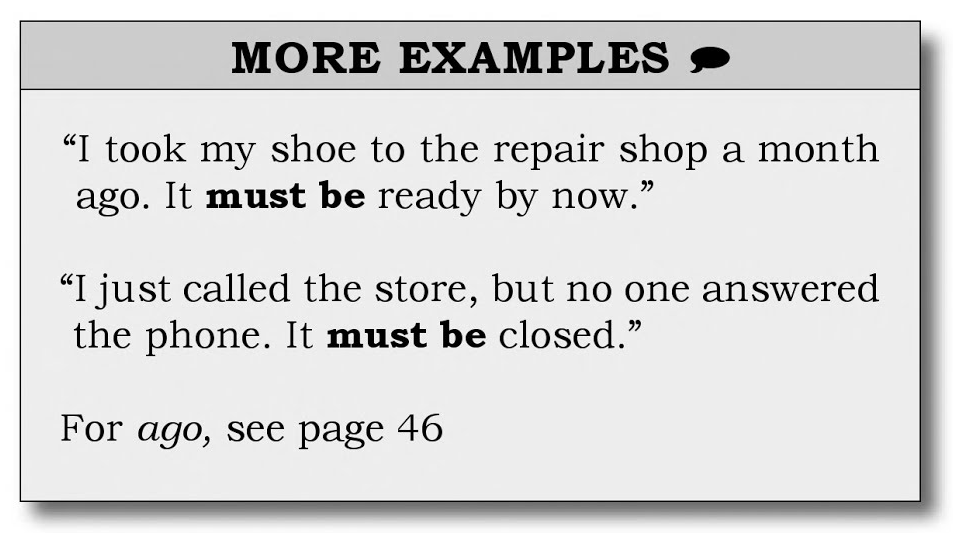 MORE EXAMPLES
“I took my shoe to the repair shop a month
ago. It must be ready by now.”
“I just called the store, but no one answered
the phone. It must be closed.”
For ago, see page 46